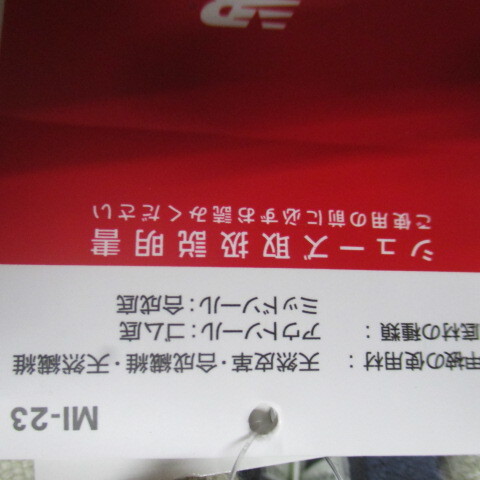 MI-23
甲被の使用材：天然皮革・合成繊維・天然繊維
底材の種類：アウトソール：ゴム底
ミッドソール：合成底
シューズ取扱説明書
ご使用の前に必ずお読みください